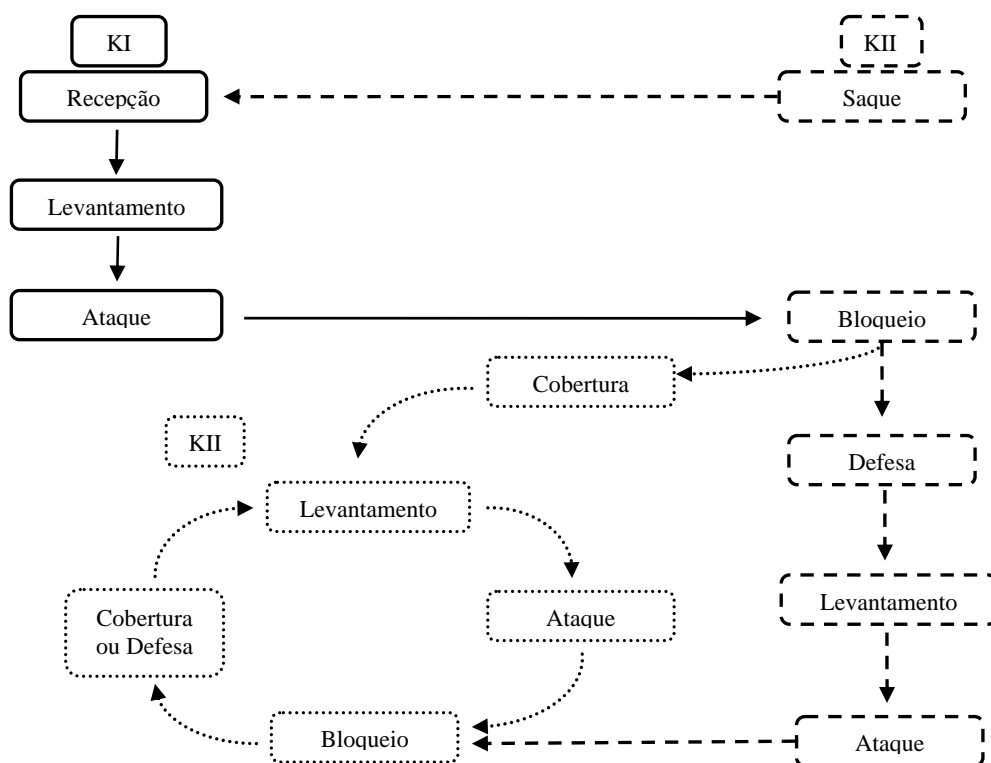 KI
KII
Recepção
Saque
Levantamento
Ataque
Bloqueio
Cobertura
KII
Defesa
Levantamento
Levantamento
Cobertura
ou Defesa
Ataque
Bloqueio
Ataque